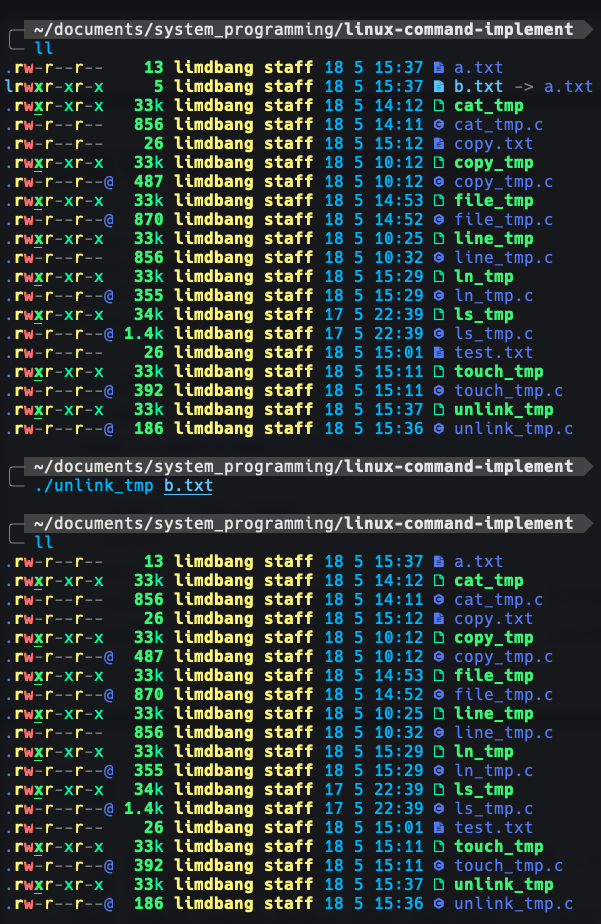 ~/documents/system_programming/linux-command-implement
ll
.rw-r--r-- 13 limdbang staff 18 5 15:37 a.txt
lrwxr-xr-x 5 limdbang staff 18 5 15:37 b.txt -> a.txt
.rwxr-xr-x 33k limdbang staff 18 5 14:12 cat_tmp
.rw-r--r-- 856 limdbang staff 18 5 14:11 cat_tmp.c
.rw-r--r-- 26 limdbang staff 18 5 15:12 copy.txt
.rwxr-xr-x 33k limdbang staff 18 5 10:12 copy_tmp
.rw-r--r--@ 487 limdbang staff 18 5 10:12 copy_tmp.c
.rwxr-xr-x 33k limdbang staff 18 5 14:53 file_tmp
.rw-r--r--@ 870 limdbang staff 18 5 14:52 file_tmp.c
.rwxr-xr-x 33k limdbang staff 18 5 10:25 line_tmp
.rw-r--r-- 856 limdbang staff 18 5 10:32 line_tmp.c
.rwxr-xr-x 33k limdbang staff 18 5 15:29 ln_tmp
.rw-r--r--@ 355 limdbang staff 18 5 15:29 ln_tmp.c
.rwxr-xr-x 34k limdbang staff 17 5 22:39 ls_tmp
.rw-r--r--@ 1.4k limdbang staff 17 5 22:39 ls_tmp.c
.rw-r--r-- 26 limdbang staff 18 5 15:01 test.txt
.rwxr-xr-x 33k limdbang staff 18 5 15:11 touch_tmp
.rw-r--r--@ 392 limdbang staff 18 5 15:11 touch_tmp.c
.rwxr-xr-x 33k limdbang staff 18 5 15:37 unlink_tmp
.rw-r--r--@ 186 limdbang staff 18 5 15:36 unlink_tmp.c
~/documents/system_programming/linux-command-implement
./unlink_tmp b.txt
~/documents/system_programming/linux-command-implement
ll
.rw-r--r-- 13 limdbang staff 18 5 15:37 a.txt
.rwxr-xr-x 33k limdbang staff 18 5 14:12 cat_tmp
.rw-r--r-- 856 limdbang staff 18 5 14:11 cat_tmp.c
.rw-r--r-- 26 limdbang staff 18 5 15:12 copy.txt
.rwxr-xr-x 33k limdbang staff 18 5 10:12 copy_tmp
.rw-r--r--@ 487 limdbang staff 18 5 10:12 copy_tmp.c
.rwxr-xr-x 33k limdbang staff 18 5 14:53 file_tmp
.rw-r--r--@ 870 limdbang staff 18 5 14:52 file_tmp.c
.rwxr-xr-x 33k limdbang staff 18 5 10:25 line_tmp
.rw-r--r-- 856 limdbang staff 18 5 10:32 line_tmp.c
.rwxr-xr-x 33k limdbang staff 18 5 15:29 ln_tmp
.rw-r--r--@ 355 limdbang staff 18 5 15:29 ln_tmp.c
.rwxr-xr-x 34k limdbang staff 17 5 22:39 ls_tmp
.rw-r--r--@ 1.4k limdbang staff 17 5 22:39 ls_tmp.c
.rw-r--r-- 26 limdbang staff 18 5 15:01 test.txt
.rwxr-xr-x 33k limdbang staff 18 5 15:11 touch_tmp
.rw-r--r--@ 392 limdbang staff 18 5 15:11 touch_tmp.c
.rwxr-xr-x 33k limdbang staff 18 5 15:37 unlink_tmp
.rw-r--r--@ 186 limdbang staff 18 5 15:36 unlink_tmp.c